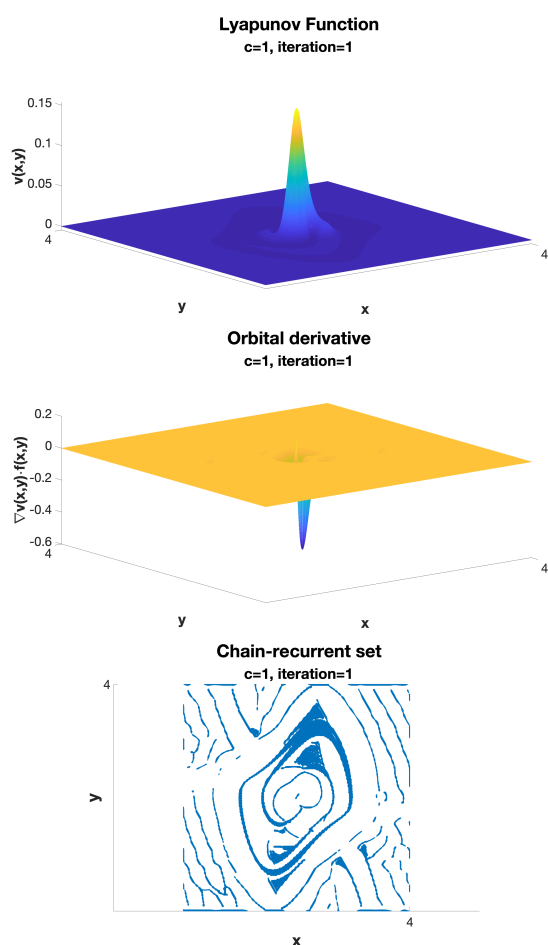 Lyapunov Function
c=1, iteration=1
0.15
0.1
0.05
0
4
v(x,y)
y
x
4
Orbital derivative
c=1, iteration=1
0.2
0
-0.2
-0.4
-0.6
4
∇v(x,y)·f(x,y)
y
x
4
Chain-recurrent set
c=1, iteration=1
4
y
4
x